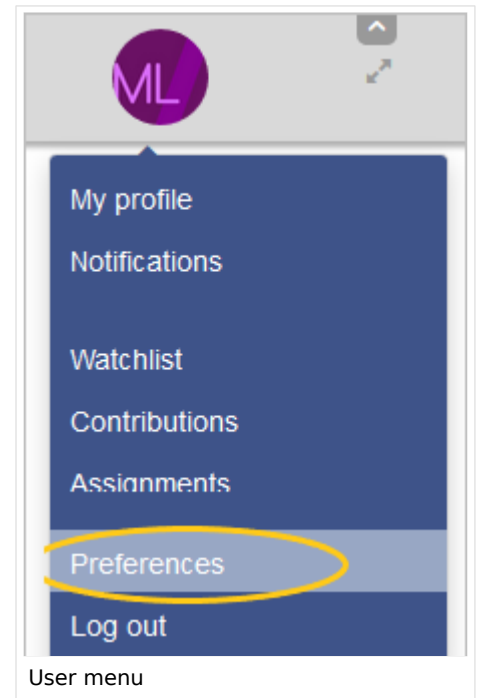 ML
My profile
Notifications
Watchlist
Contributions
Assignments
Preferences
Log out
User menu